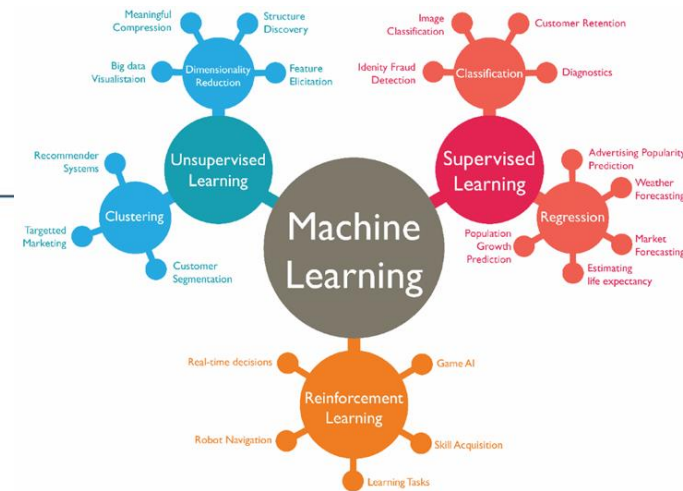 Meaningful
Compression
Structure
Discovery
Big data
Visualistaion
Dimensionality
Reduction
Feature
Elicitation
Image
Classification
Customer Retention
Idenity Fraud
Detection
Classification
Diagnostics
Recommender
Systems
Unsupervised
Learning
Clustering
Targetted
Marketing
Customer
Segmentation
Machine
Learning
Supervised
Learning
Advertising Popularity
Prediction
Weather
Forecasting
Regression
Population
Growth
Prediction
Market
Forecasting
Estimating
life expectancy
Real-time decisions
Game AI
Reinforcement
Learning
Robot Navigation
Skill Acquisition
Learning Tasks